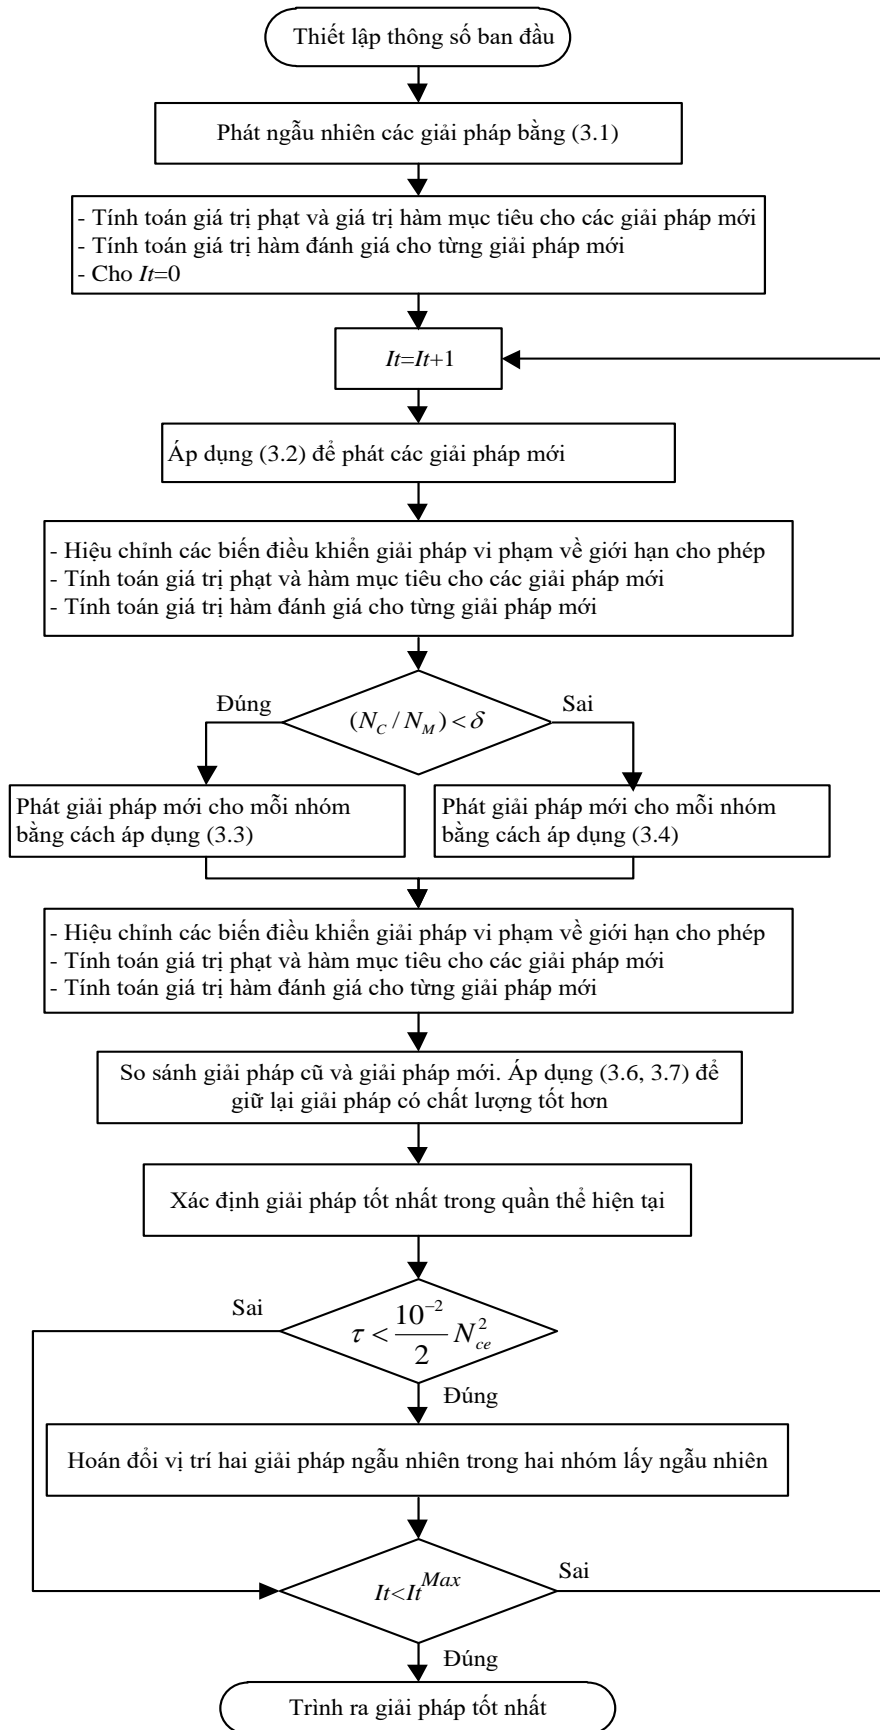 Thiết lập thông số ban đầu
Phát ngẫu nhiên các giải pháp bằng (3.1)
- Tính toán giá trị phạt và giá trị hàm mục tiêu cho các giải pháp mới
- Tính toán giá trị hàm đánh giá cho từng giải pháp mới
- Cho It=0
It=It+1
Áp dụng (3.2) để phát các giải pháp mới
- Hiệu chỉnh các biến điều khiển giải pháp vi phạm về giới hạn cho phép
- Tính toán giá trị phạt và hàm mục tiêu cho các giải pháp mới
- Tính toán giá trị hàm đánh giá cho từng giải pháp mới
Đúng
(N_C / N_M) < δ
Sai
Phát giải pháp mới cho mỗi nhóm
bằng cách áp dụng (3.3)
Phát giải pháp mới cho mỗi nhóm
bằng cách áp dụng (3.4)
- Hiệu chỉnh các biến điều khiển giải pháp vi phạm về giới hạn cho phép
- Tính toán giá trị phạt và hàm mục tiêu cho các giải pháp mới
- Tính toán giá trị hàm đánh giá cho từng giải pháp mới
So sánh giải pháp cũ và giải pháp mới. Áp dụng (3.6, 3.7) để
giữ lại giải pháp có chất lượng tốt hơn
Xác định giải pháp tốt nhất trong quần thể hiện tại
Sai
τ < 10^{-2}/2 N_{ce}^2
Đúng
Hoán đổi vị trí hai giải pháp ngẫu nhiên trong hai nhóm lấy ngẫu nhiên
It<It^{Max}
Sai
Đúng
Trình ra giải pháp tốt nhất